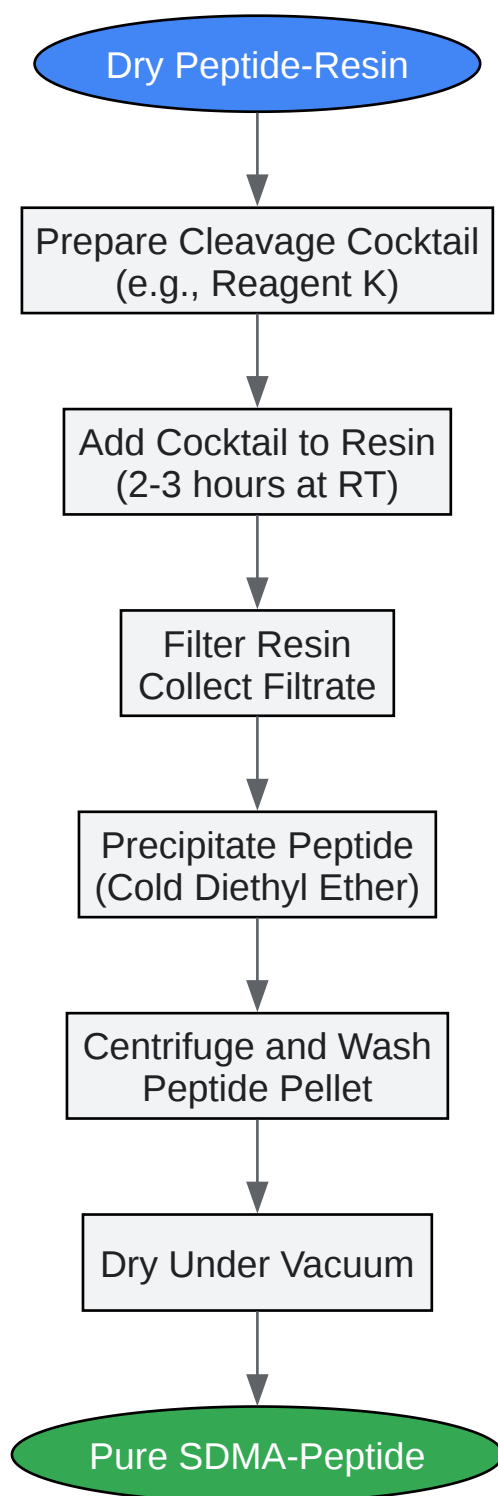 Dry Peptide-Resin
Prepare Cleavage Cocktail
(e.g., Reagent K)
Add Cocktail to Resin
(2-3 hours at RT)
Filter Resin
Collect Filtrate
Precipitate Peptide
(Cold Diethyl Ether)
Centrifuge and Wash
Peptide Pellet
Dry Under Vacuum
Pure SDMA-Peptide